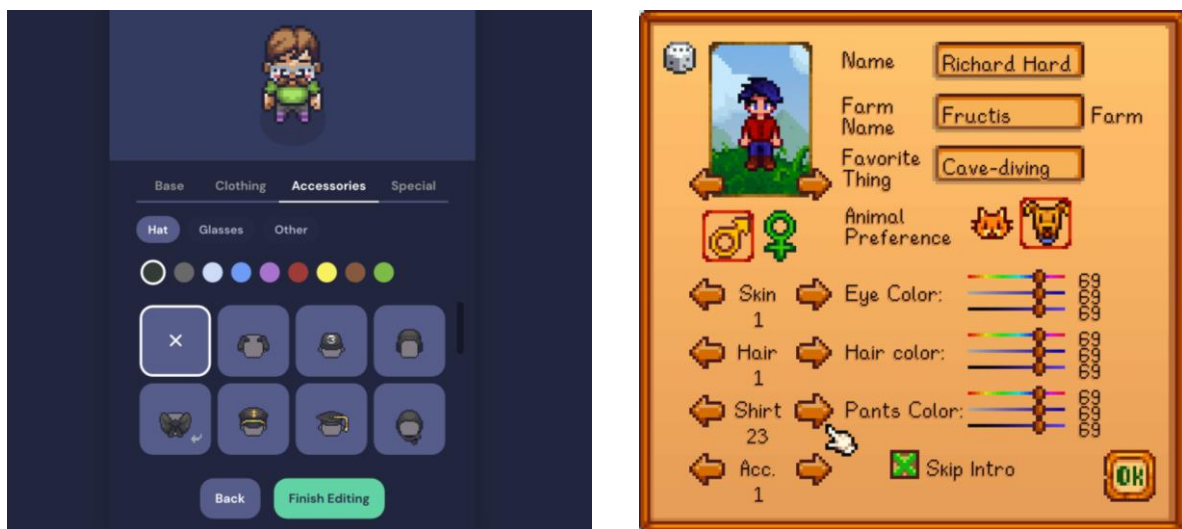 Base Clothing Accessories Special
Hat Glasses Other
3
Back Finish Editing
Name Richard Hard
Farm Name Fructis Farm
Favorite Thing Cave-diving
Animal Preference
Skin 1 Eye Color: 69 69 69
Hair 1 Hair color: 69 69 69
Shirt 23 Pants Color: 69 69 69
Acc. 1 Skip Intro
OK